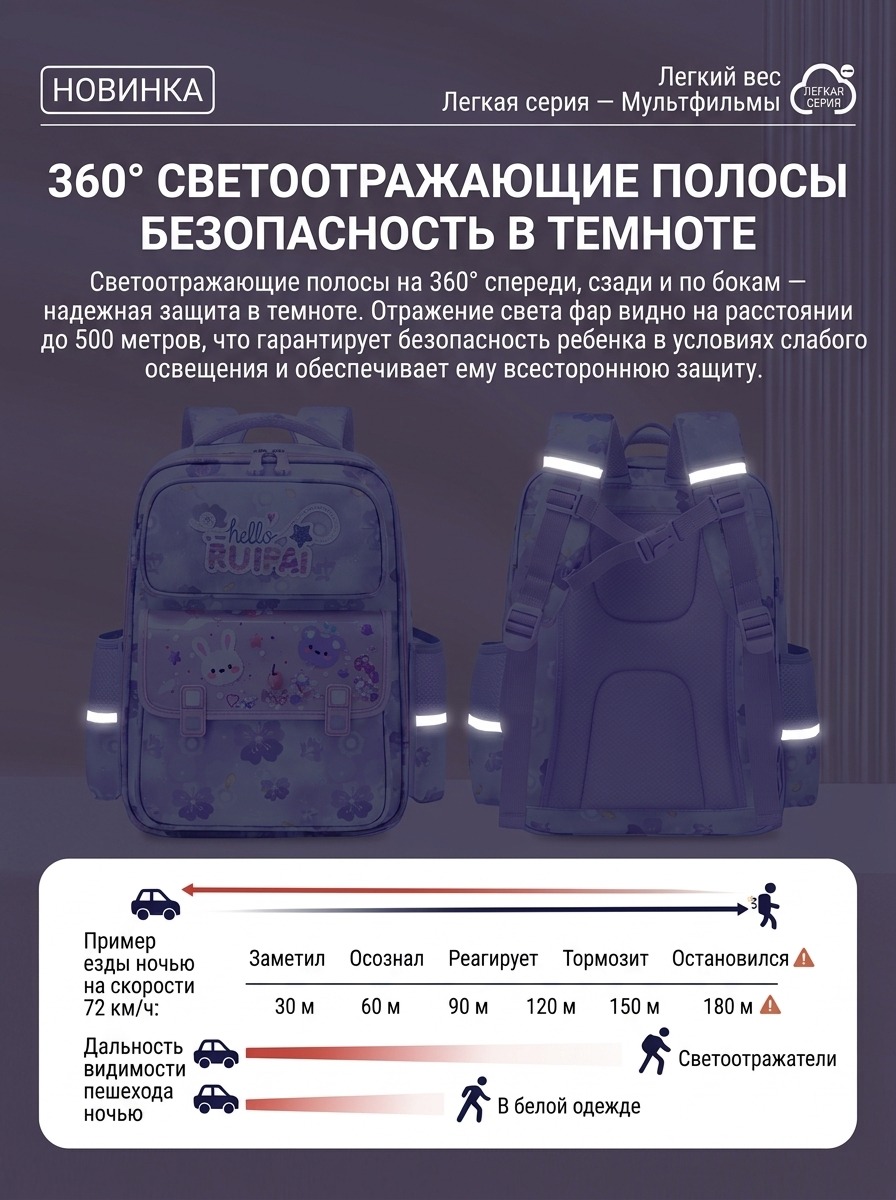 НОВИНКА
Легкий вес
Легкая серия — Мультфильмы
ЛЕГКАЯ
СЕРИЯ
360° СВЕТООТРАЖАЮЩИЕ ПОЛОСЫ
БЕЗОПАСНОСТЬ В ТЕМНОТЕ
Светоотражающие полосы на 360° спереди, сзади и по бокам —
надежная защита в темноте. Отражение света фар видно на расстоянии
до 500 метров, что гарантирует безопасность ребенка в условиях слабого
освещения и обеспечивает ему всестороннюю защиту.
hello
RUIPAI
Пример
езды ночью
на скорости
72 км/ч:
Заметил Осознал Реагирует Тормозит Остановился
30 м 60 м 90 м 120 м 150 м 180 м
Дальность
видимости
пешехода
ночью
Светоотражатели
В белой одежде